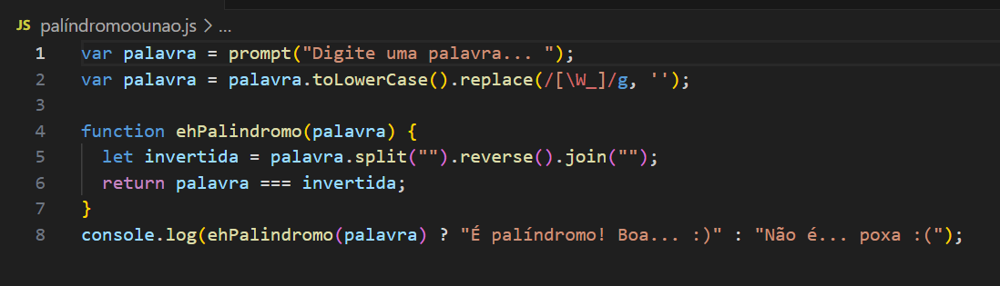 JS palíndromoounao.js > ...
1 var palavra = prompt("Digite uma palavra... ");
2 var palavra = palavra.toLowerCase().replace(/[\W_]/g, '');
3
4 function ehPalindromo(palavra) {
5 let invertida = palavra.split("").reverse().join("");
6 return palavra === invertida;
7 }
8 console.log(ehPalindromo(palavra) ? "É palíndromo! Boa... :)" : "Não é... poxa :(");